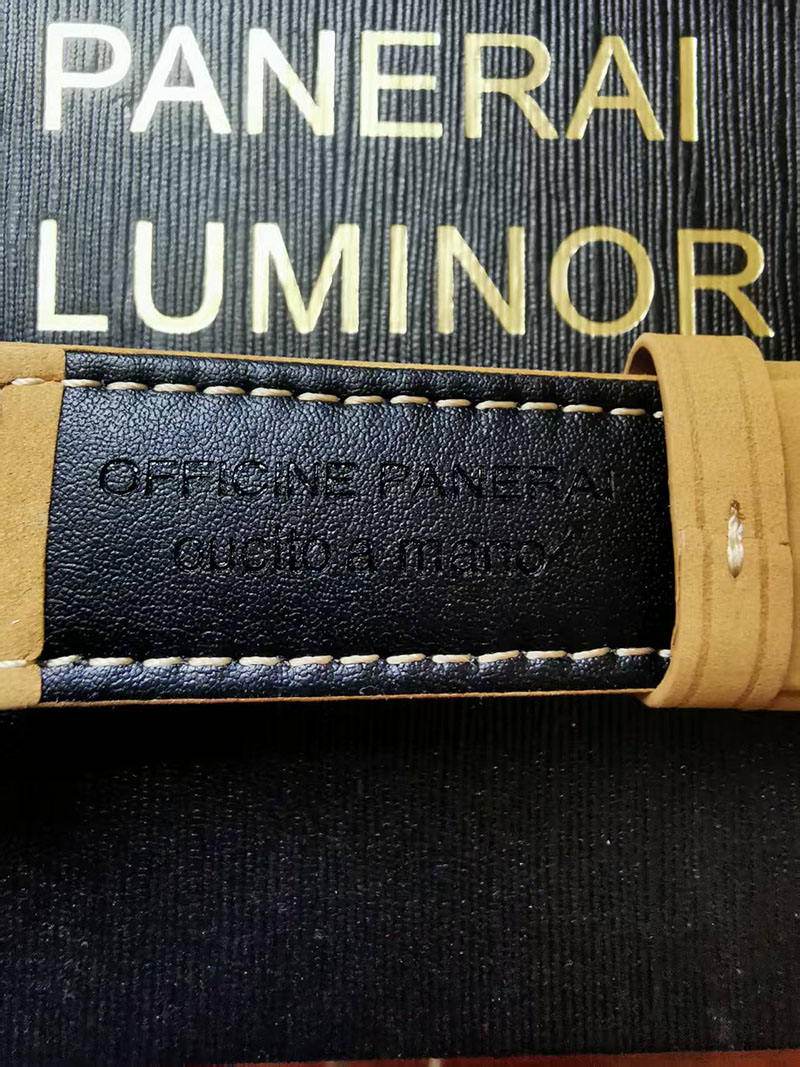 PANERAI
LUMINOR
OFFICINE PANERAI
cucito a mano